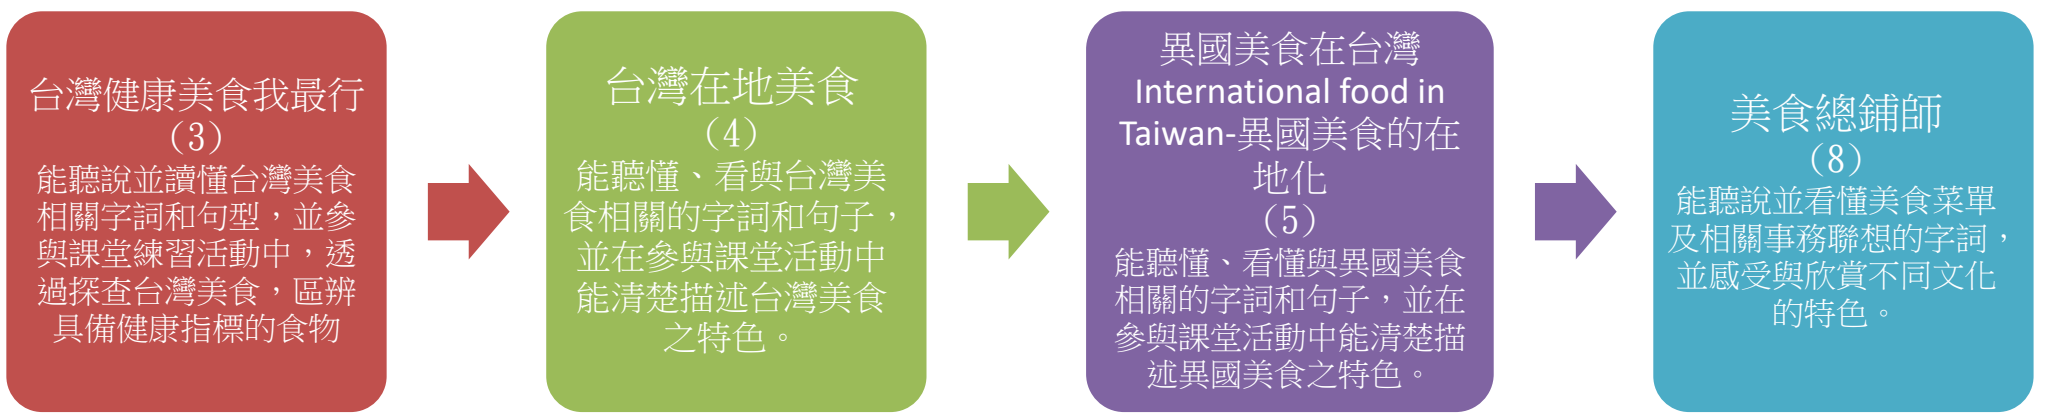 台灣健康美食我最行
(3)
能聽說並讀懂台灣美食
相關字詞和句型，並參
與課堂練習活動中，透
過探查台灣美食，區辨
具備健康指標的食物
台灣在地美食
(4)
能聽懂、看與台灣美
食相關的字詞和句子，
並在參與課堂活動中
能清楚描述台灣美食
之特色。
異國美食在台灣
International food in
Taiwan-異國美食的在
地化
(5)
能聽懂、看懂與異國美食
相關的字詞和句子，並在
參與課堂活動中能清楚描
述異國美食之特色。
美食總鋪師
(8)
能聽說並看懂美食菜單
及相關事務聯想的字詞，
並感受與欣賞不同文化
的特色。